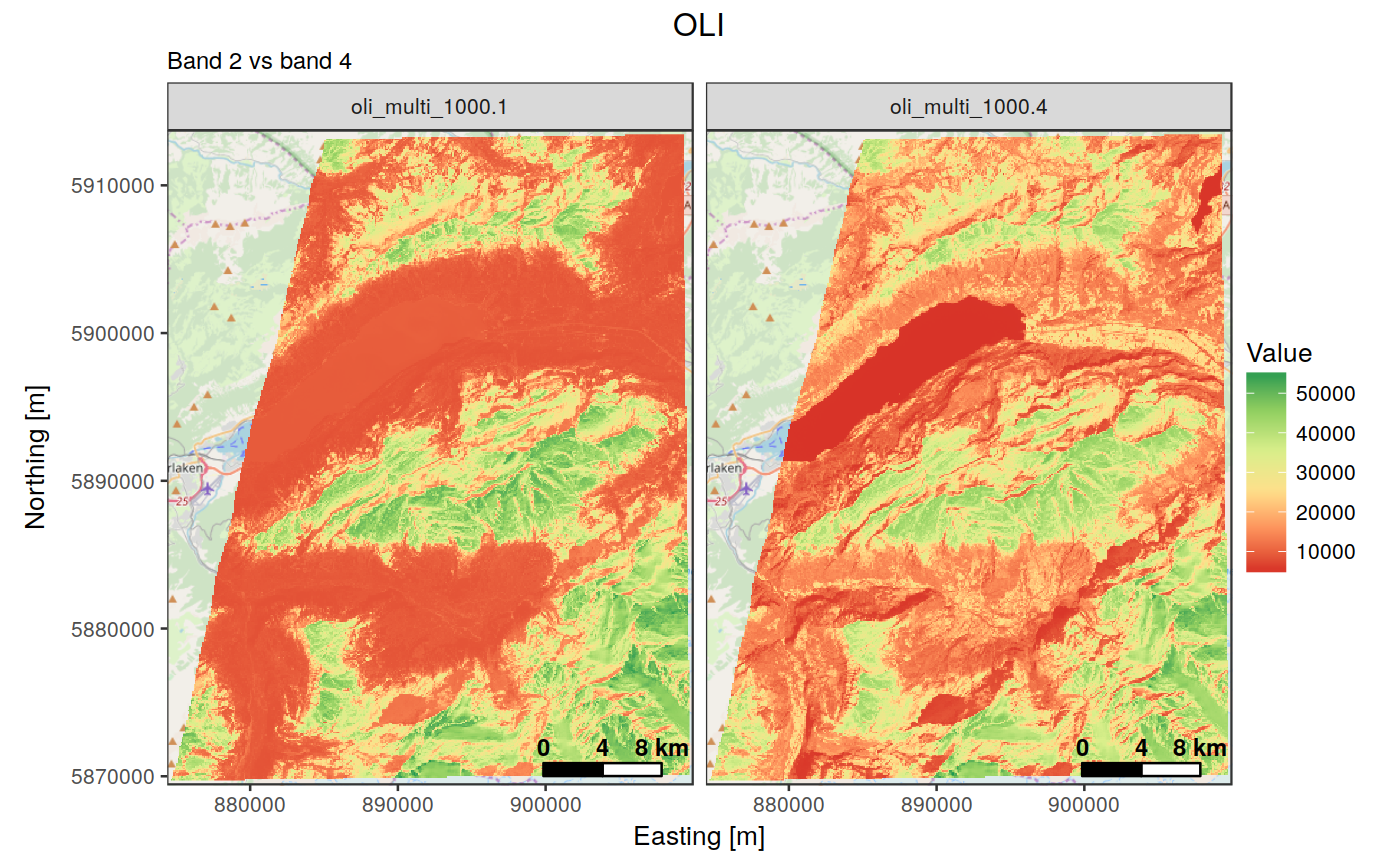 OLI
Band 2 vs band 4
oli_multi_1000.1
oli_multi_1000.4
5910000
5900000
5890000
5880000
5870000
Northing [m]
rlaken
25
0 4 8 km
880000 890000 900000
rlaken
25
0 4 8 km
880000 890000 900000
Easting [m]
Value
50000
40000
30000
20000
10000